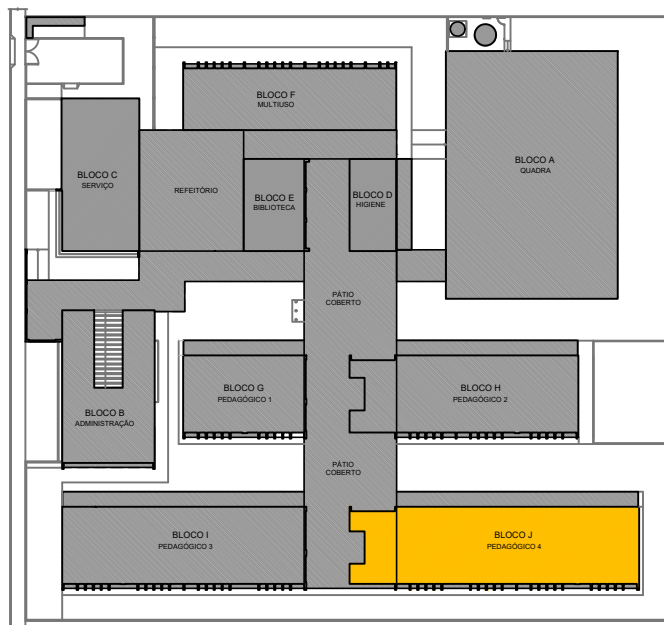 BLOCO F
MULTIUSO
BLOCO A
QUADRA
BLOCO C
SERVIÇO
REFEITÓRIO
BLOCO E
BIBLIOTECA
BLOCO D
HIGIENE
PÁTIO
COBERTO
BLOCO G
PEDAGÓGICO 1
BLOCO H
PEDAGÓGICO 2
BLOCO B
ADMINISTRAÇÃO
PÁTIO
COBERTO
BLOCO I
PEDAGÓGICO 3
BLOCO J
PEDAGÓGICO 4